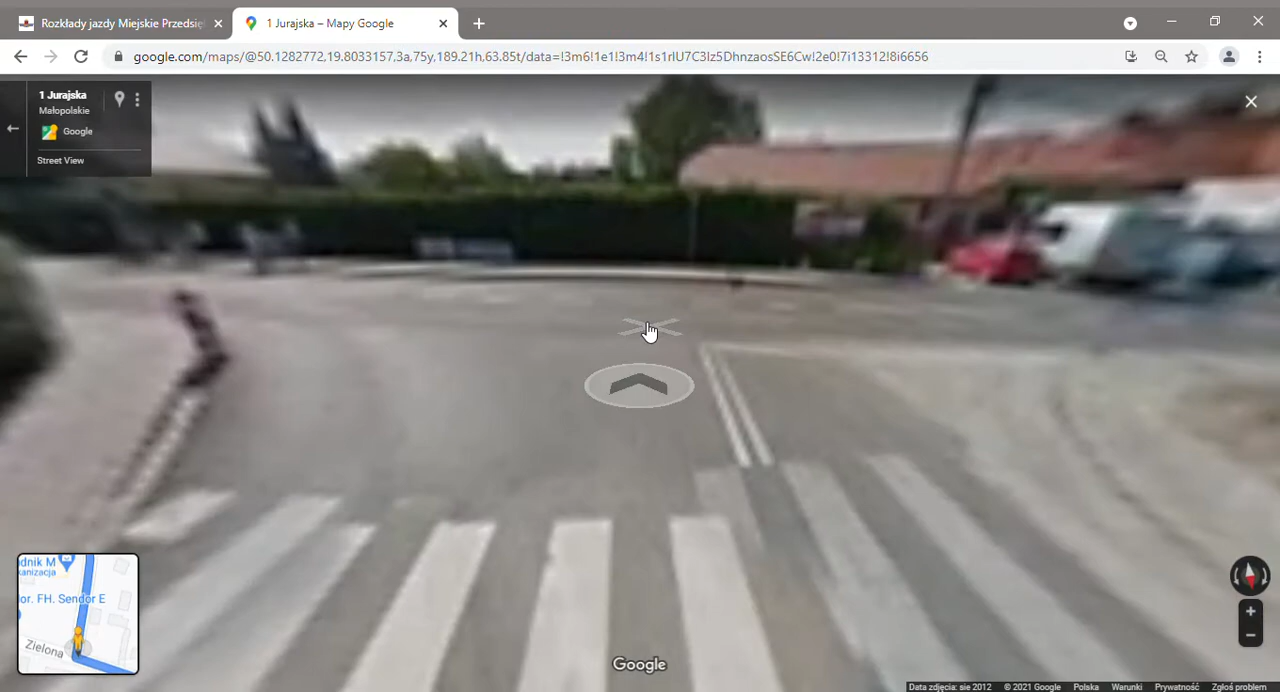 Rozkłady jazdy Miejskie Przedsię
1 Jurajska – Mapy Google
google.com/maps/@50.1282772,19.8033157,3a,75y,189.21h,63.85t/data=!3m6!1e1!3m4!1s1rIU7C3Iz5DhnzaosSE6Cw!2e0!7i13312!8i6656
1 Jurajska
Małopolskie
Google
Street View
dnik M
kanizacja
or. FH. Sendor E
Zielona
Google
Data zdjęcia: sie 2012 © 2021 Google Polska Warunki Prywatność Zgłoś problem